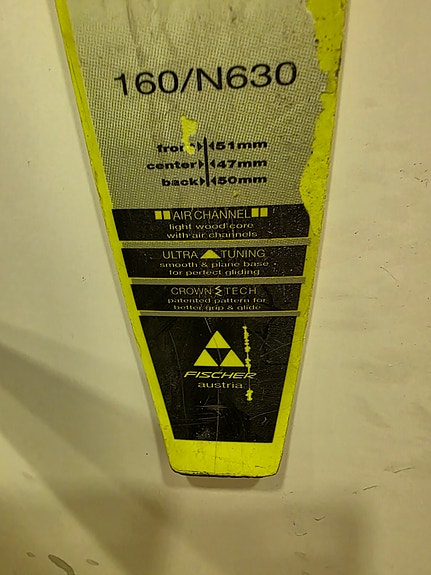 160/N630
front 51mm
center 47mm
back 50mm
AIR CHANNEL
light wood core
with air channels
ULTRA TUNING
smooth & plane base
for perfect gliding
CROWN TECH
patented pattern for
better grip & glide
FISCHER
austria